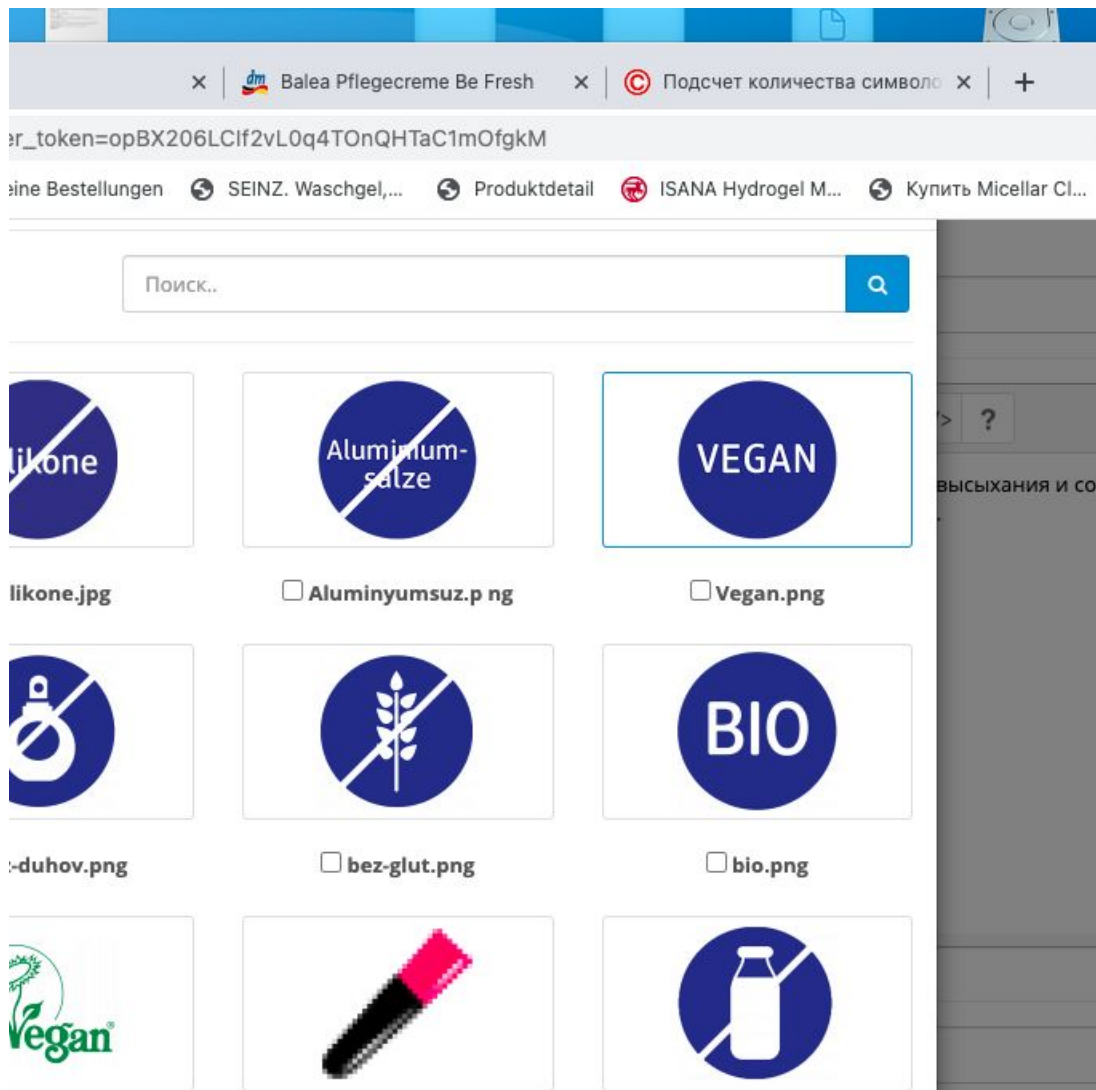 dm Balea Pflegecreme Be Fresh × © Подсчет количества символо × +
er_token=opBX206LClf2vL0q4TOnQHTaC1mOfgkM
eine Bestellungen SEINZ. Waschgel,... Produktdetail ISANA Hydrogel M... Купить Micellar Cl...
Поиск..
> ?
likone
Aluminium-
salze
VEGAN
высыхания и со
.
likone.jpg
Aluminyumsuz.p ng
Vegan.png
BIO
-duhov.png
bez-glut.png
bio.png
Vegan®